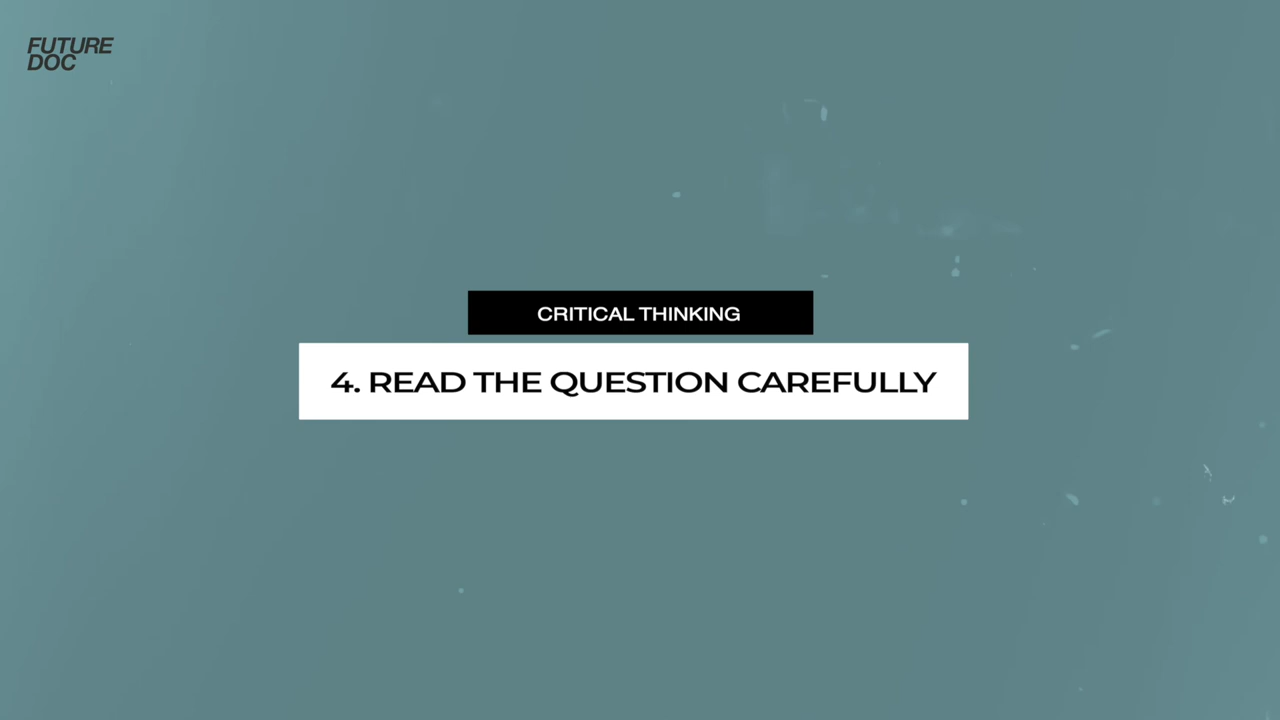 FUTURE
DOC
CRITICAL THINKING
4. READ THE QUESTION CAREFULLY